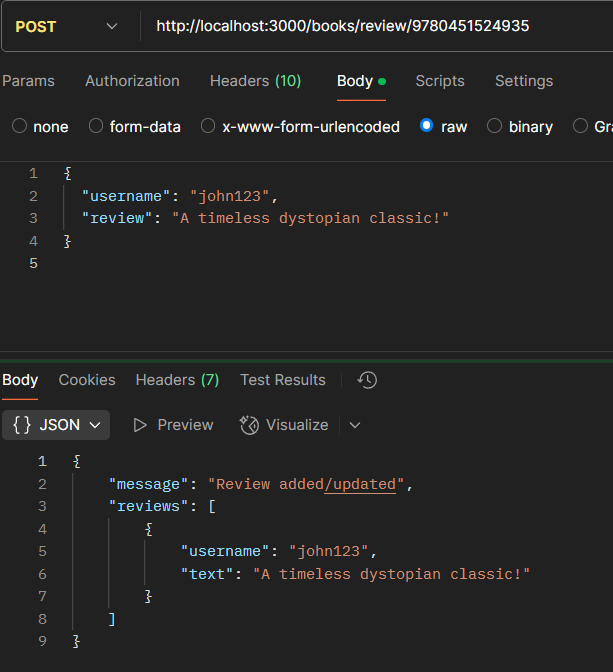 POST http://localhost:3000/books/review/9780451524935
Params Authorization Headers (10) Body Scripts Settings
none form-data x-www-form-urlencoded raw binary Gr
1 {
2 "username": "john123",
3 "review": "A timeless dystopian classic!"
4 }
5
Body Cookies Headers (7) Test Results
{} JSON Preview Visualize
1 {
2 "message": "Review added/updated",
3 "reviews": [
4 {
5 "username": "john123",
6 "text": "A timeless dystopian classic!"
7 }
8 ]
9 }